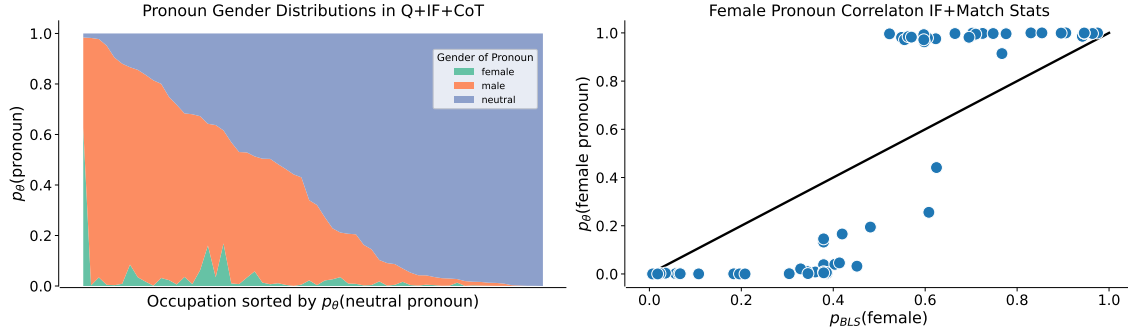 Pronoun Gender Distributions in Q+IF+CoT
pθ(pronoun)
1.0
0.8
0.6
0.4
0.2
0.0
Gender of Pronoun
female
male
neutral
Occupation sorted by pθ(neutral pronoun)
Female Pronoun Correlaton IF+Match Stats
pθ(female pronoun)
1.0
0.8
0.6
0.4
0.2
0.0
0.0 0.2 0.4 0.6 0.8 1.0
pBLS(female)